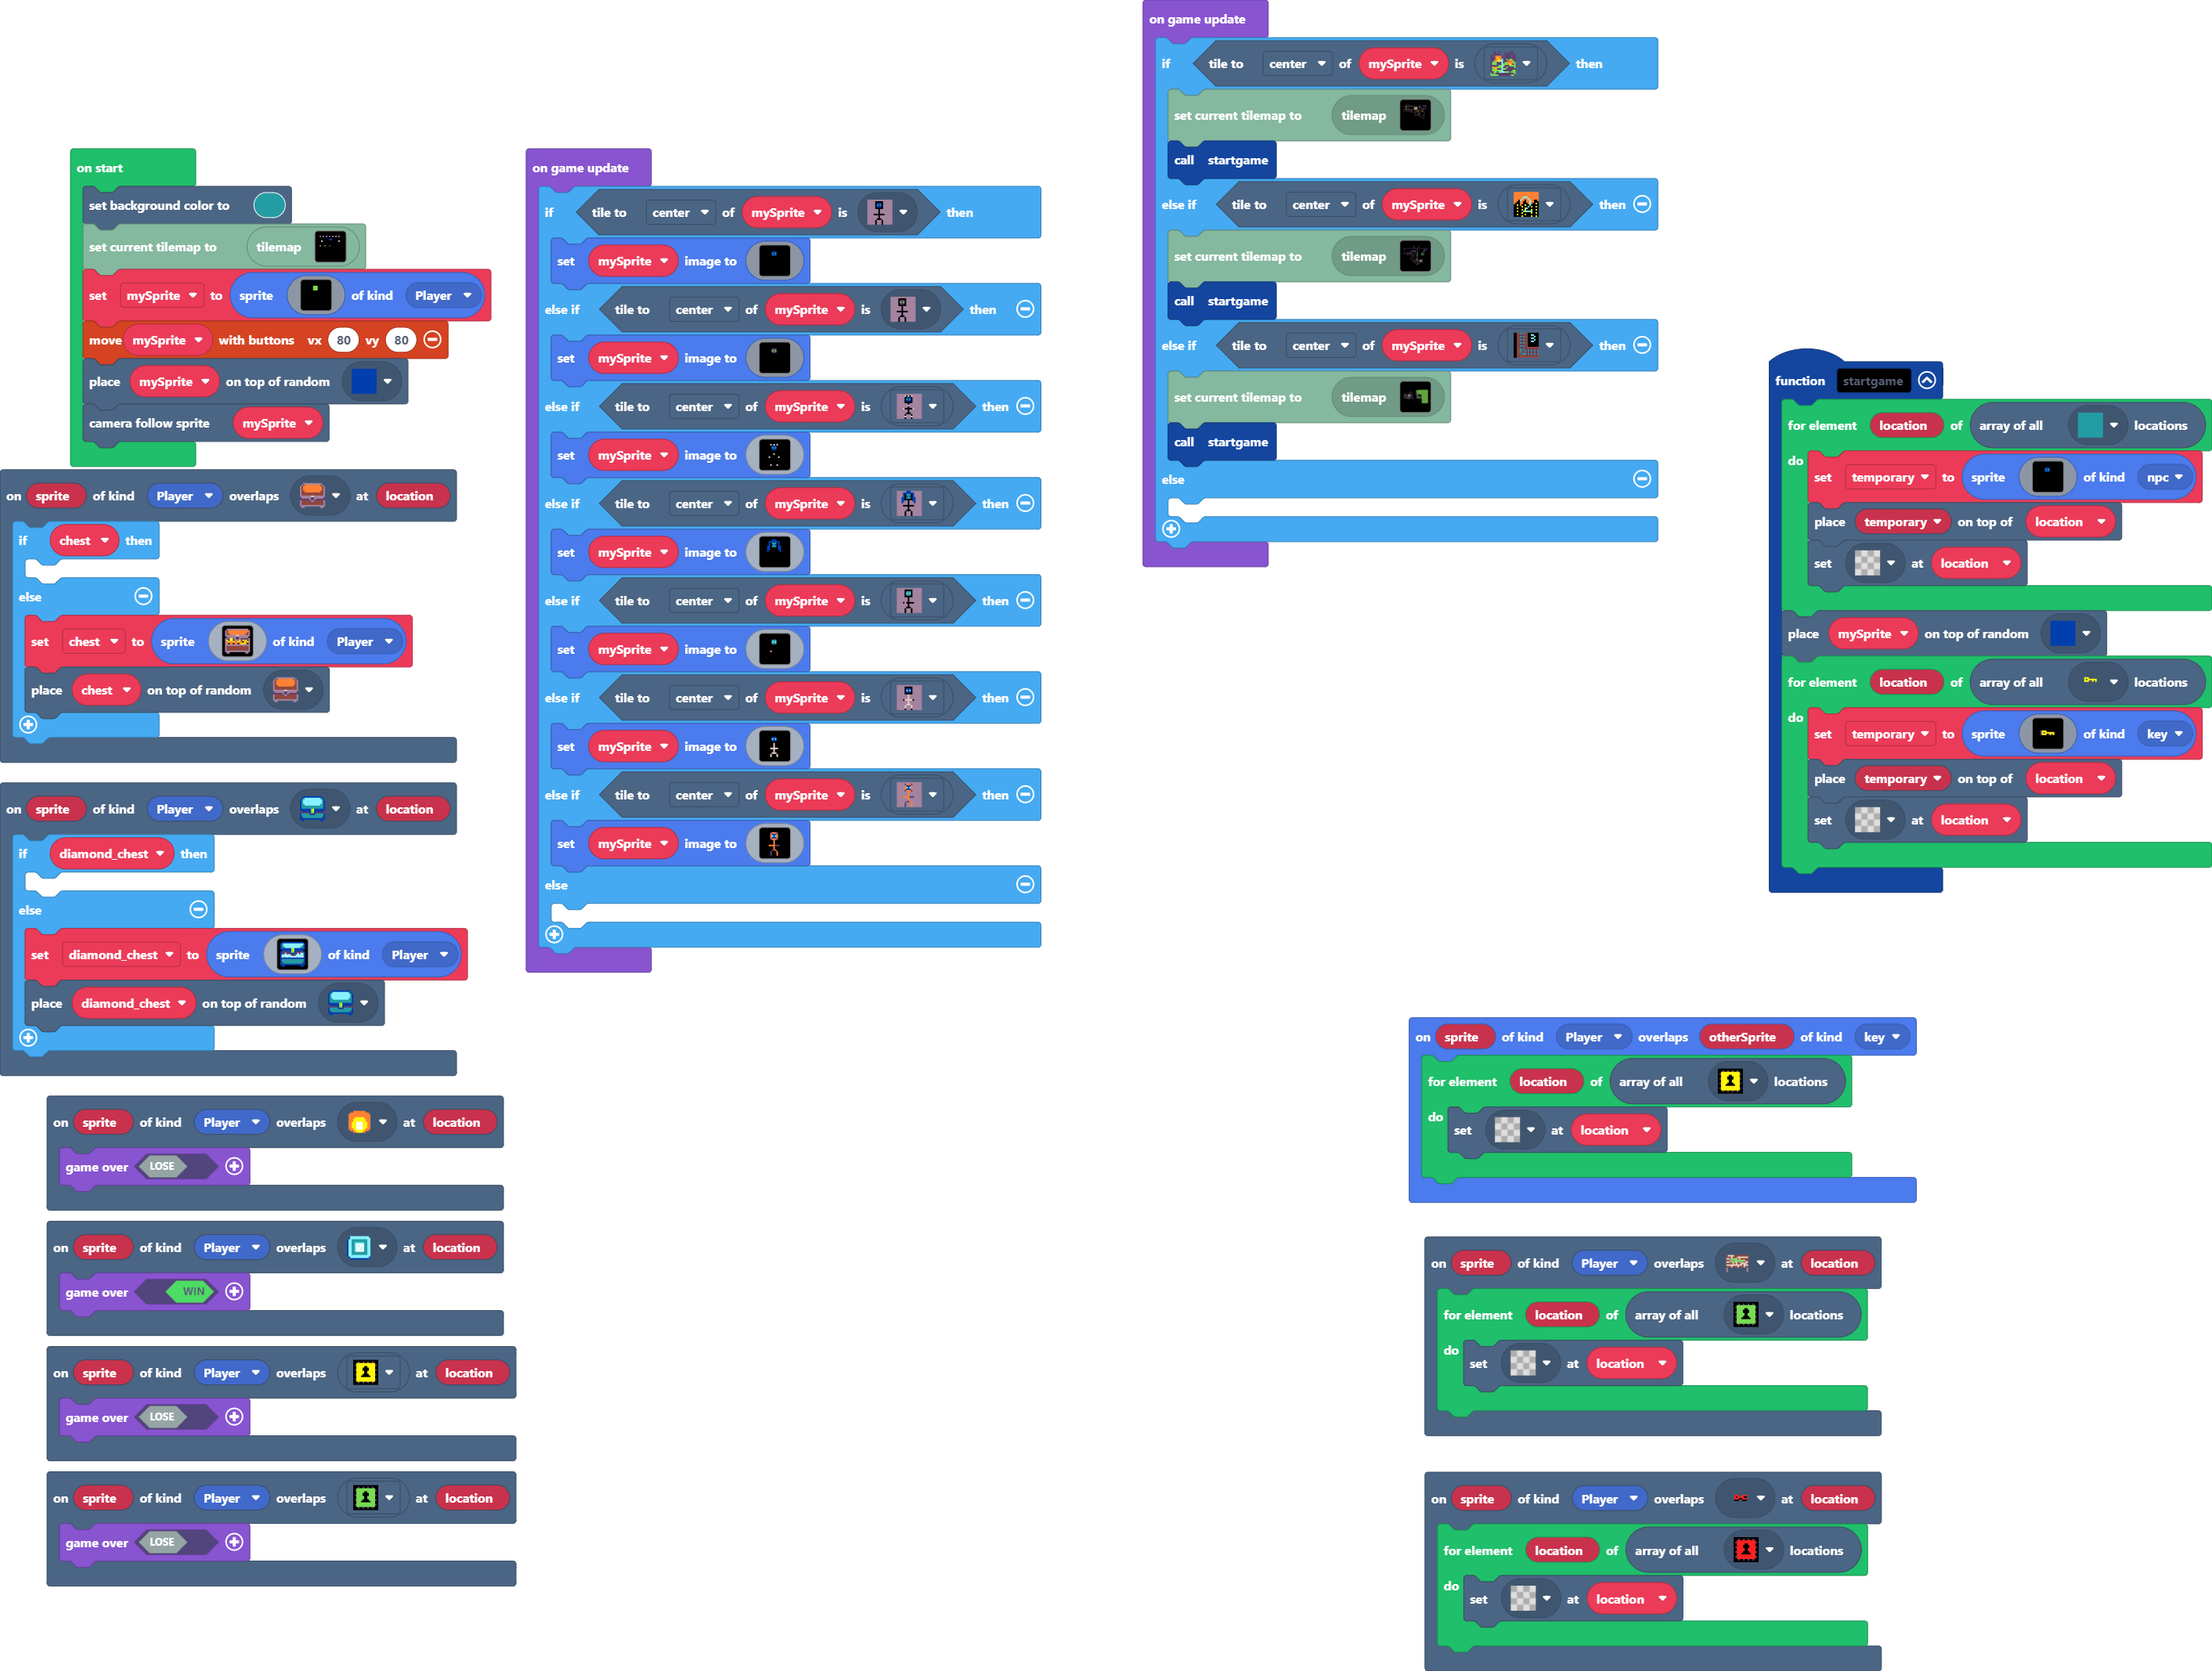 on start
set background color to
set current tilemap to tilemap
set mySprite to sprite of kind Player
move mySprite with buttons vx 80 vy 80
place mySprite on top of random
camera follow sprite mySprite
on sprite of kind Player overlaps at location
if chest then
else
set chest to sprite of kind Player
place chest on top of random
on sprite of kind Player overlaps at location
if diamond_chest then
else
set diamond_chest to sprite of kind Player
place diamond_chest on top of random
on sprite of kind Player overlaps at location
game over LOSE
on sprite of kind Player overlaps at location
game over WIN
on sprite of kind Player overlaps at location
game over LOSE
on sprite of kind Player overlaps at location
game over LOSE
on game update
if tile to center of mySprite is then
set mySprite image to
else if tile to center of mySprite is then
set mySprite image to
else if tile to center of mySprite is then
set mySprite image to
else if tile to center of mySprite is then
set mySprite image to
else if tile to center of mySprite is then
set mySprite image to
else if tile to center of mySprite is then
set mySprite image to
else if tile to center of mySprite is then
set mySprite image to
else
on game update
if tile to center of mySprite is then
set current tilemap to tilemap
call startgame
else if tile to center of mySprite is then
set current tilemap to tilemap
call startgame
else if tile to center of mySprite is then
set current tilemap to tilemap
call startgame
else
function startgame
for element location of array of all locations
do
set temporary to sprite of kind npc
place temporary on top of location
set at location
place mySprite on top of random
for element location of array of all locations
do
set temporary to sprite of kind key
place temporary on top of location
set at location
on sprite of kind Player overlaps otherSprite of kind key
for element location of array of all locations
do
set at location
on sprite of kind Player overlaps at location
for element location of array of all locations
do
set at location
on sprite of kind Player overlaps at location
for element location of array of all locations
do
set at location